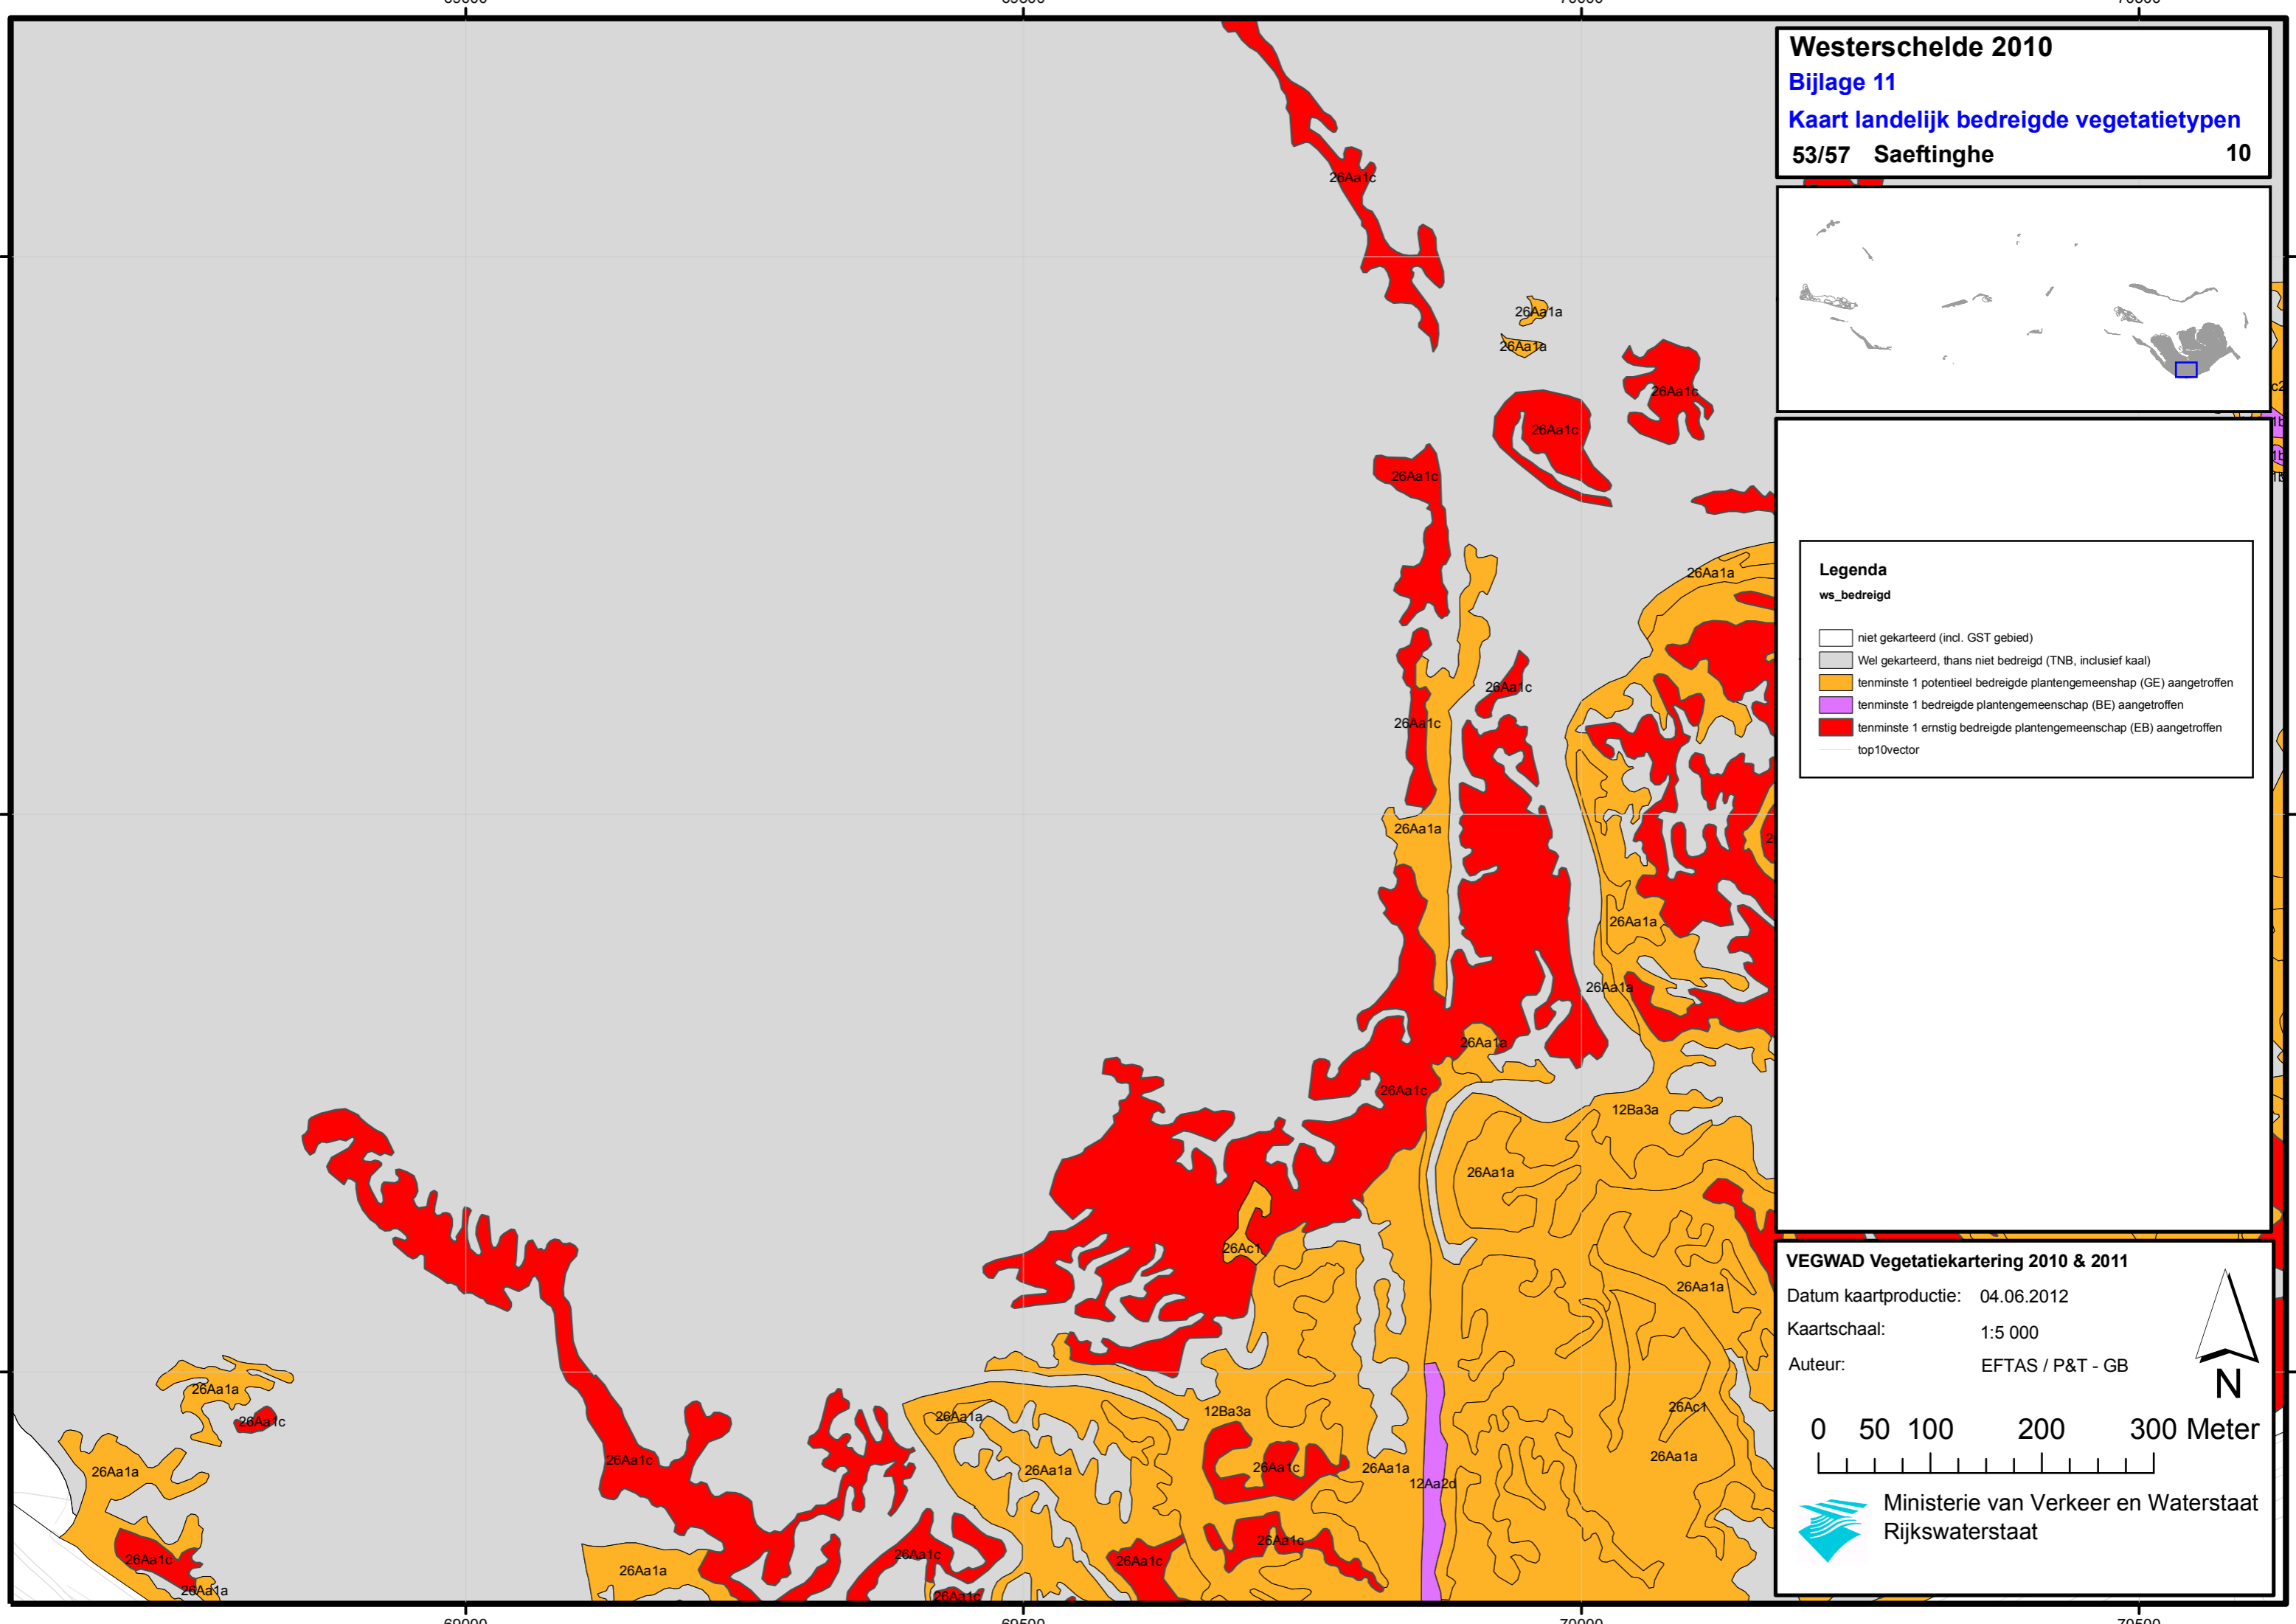 Westerschelde 2010
Bijlage 11
Kaart landelijk bedreigde vegetatietypen
53/57 Saeftinghe 10
26Aa1c
26Aa1a
26Aa1a
26Aa1c
26Aa1c
26Aa1c
26Aa1a
26Aa1c
26Aa1c
26Aa1a
26Aa1a
26Aa1a
26Aa1a
26Aa1c
12Ba3a
26Aa1a
26Ac1
26Aa1a
26Aa1a
26Aa1c
26Aa1a
12Ba3a
26Ac1
26Aa1c
26Aa1a
26Aa1a
26Aa1c
26Aa1a
26Aa1a
12Aa2d
26Aa1c
26Aa1c
26Aa1c
26Aa1c
26Aa1a
26Aa1a
26Aa1c
Legenda
ws_bedreigd
niet gekarteerd (incl. GST gebied)
Wel gekarteerd, thans niet bedreigd (TNB, inclusief kaal)
tenminste 1 potentieel bedreigde plantengemeenshap (GE) aangetroffen
tenminste 1 bedreigde plantengemeenschap (BE) aangetroffen
tenminste 1 ernstig bedreigde plantengemeenschap (EB) aangetroffen
top10vector
VEGWAD Vegetatiekartering 2010 & 2011
Datum kaartproductie: 04.06.2012
Kaartschaal: 1:5 000
Auteur: EFTAS / P&T - GB
N
0 50 100 200 300 Meter
Ministerie van Verkeer en Waterstaat
Rijkswaterstaat